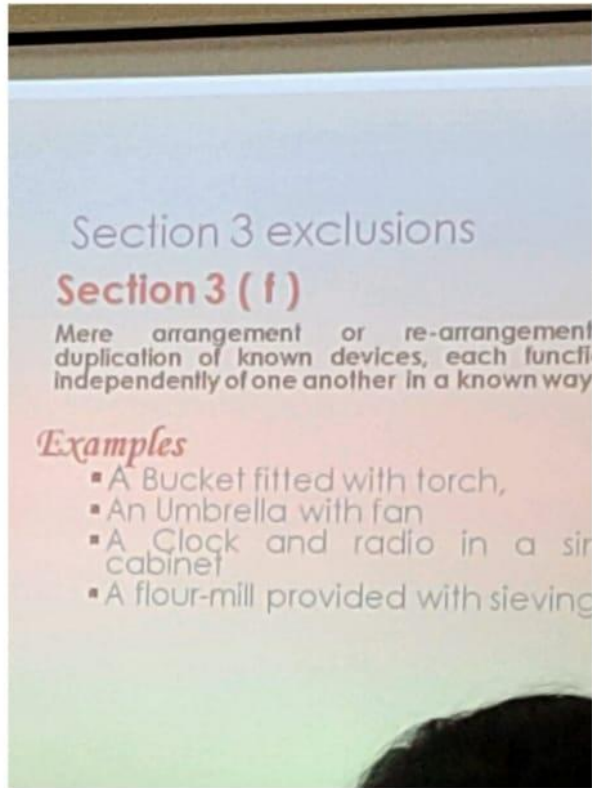 Section 3 exclusions
Section 3 ( f )
Mere arrangement or re-arrangement
duplication of known devices, each
independently of one another in a known way
Examples
▪ A Bucket fitted with torch,
▪ An Umbrella with fan
▪ A Clock and radio in a
cabinet
▪ A flour-mill provided with sieving